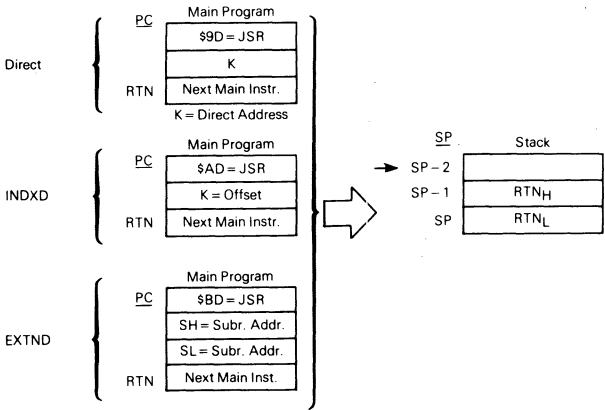 Main Program
PC
$9D = JSR
Direct
K
RTN
Next Main Instr.
K = Direct Address
Main Program
PC
$AD = JSR
INDXD
K = Offset
RTN
Next Main Instr.
SP
Stack
SP – 2
SP – 1
RTNH
SP
RTNL
Main Program
PC
$BD = JSR
SH = Subr. Addr.
EXTND
SL = Subr. Addr.
RTN
Next Main Inst.